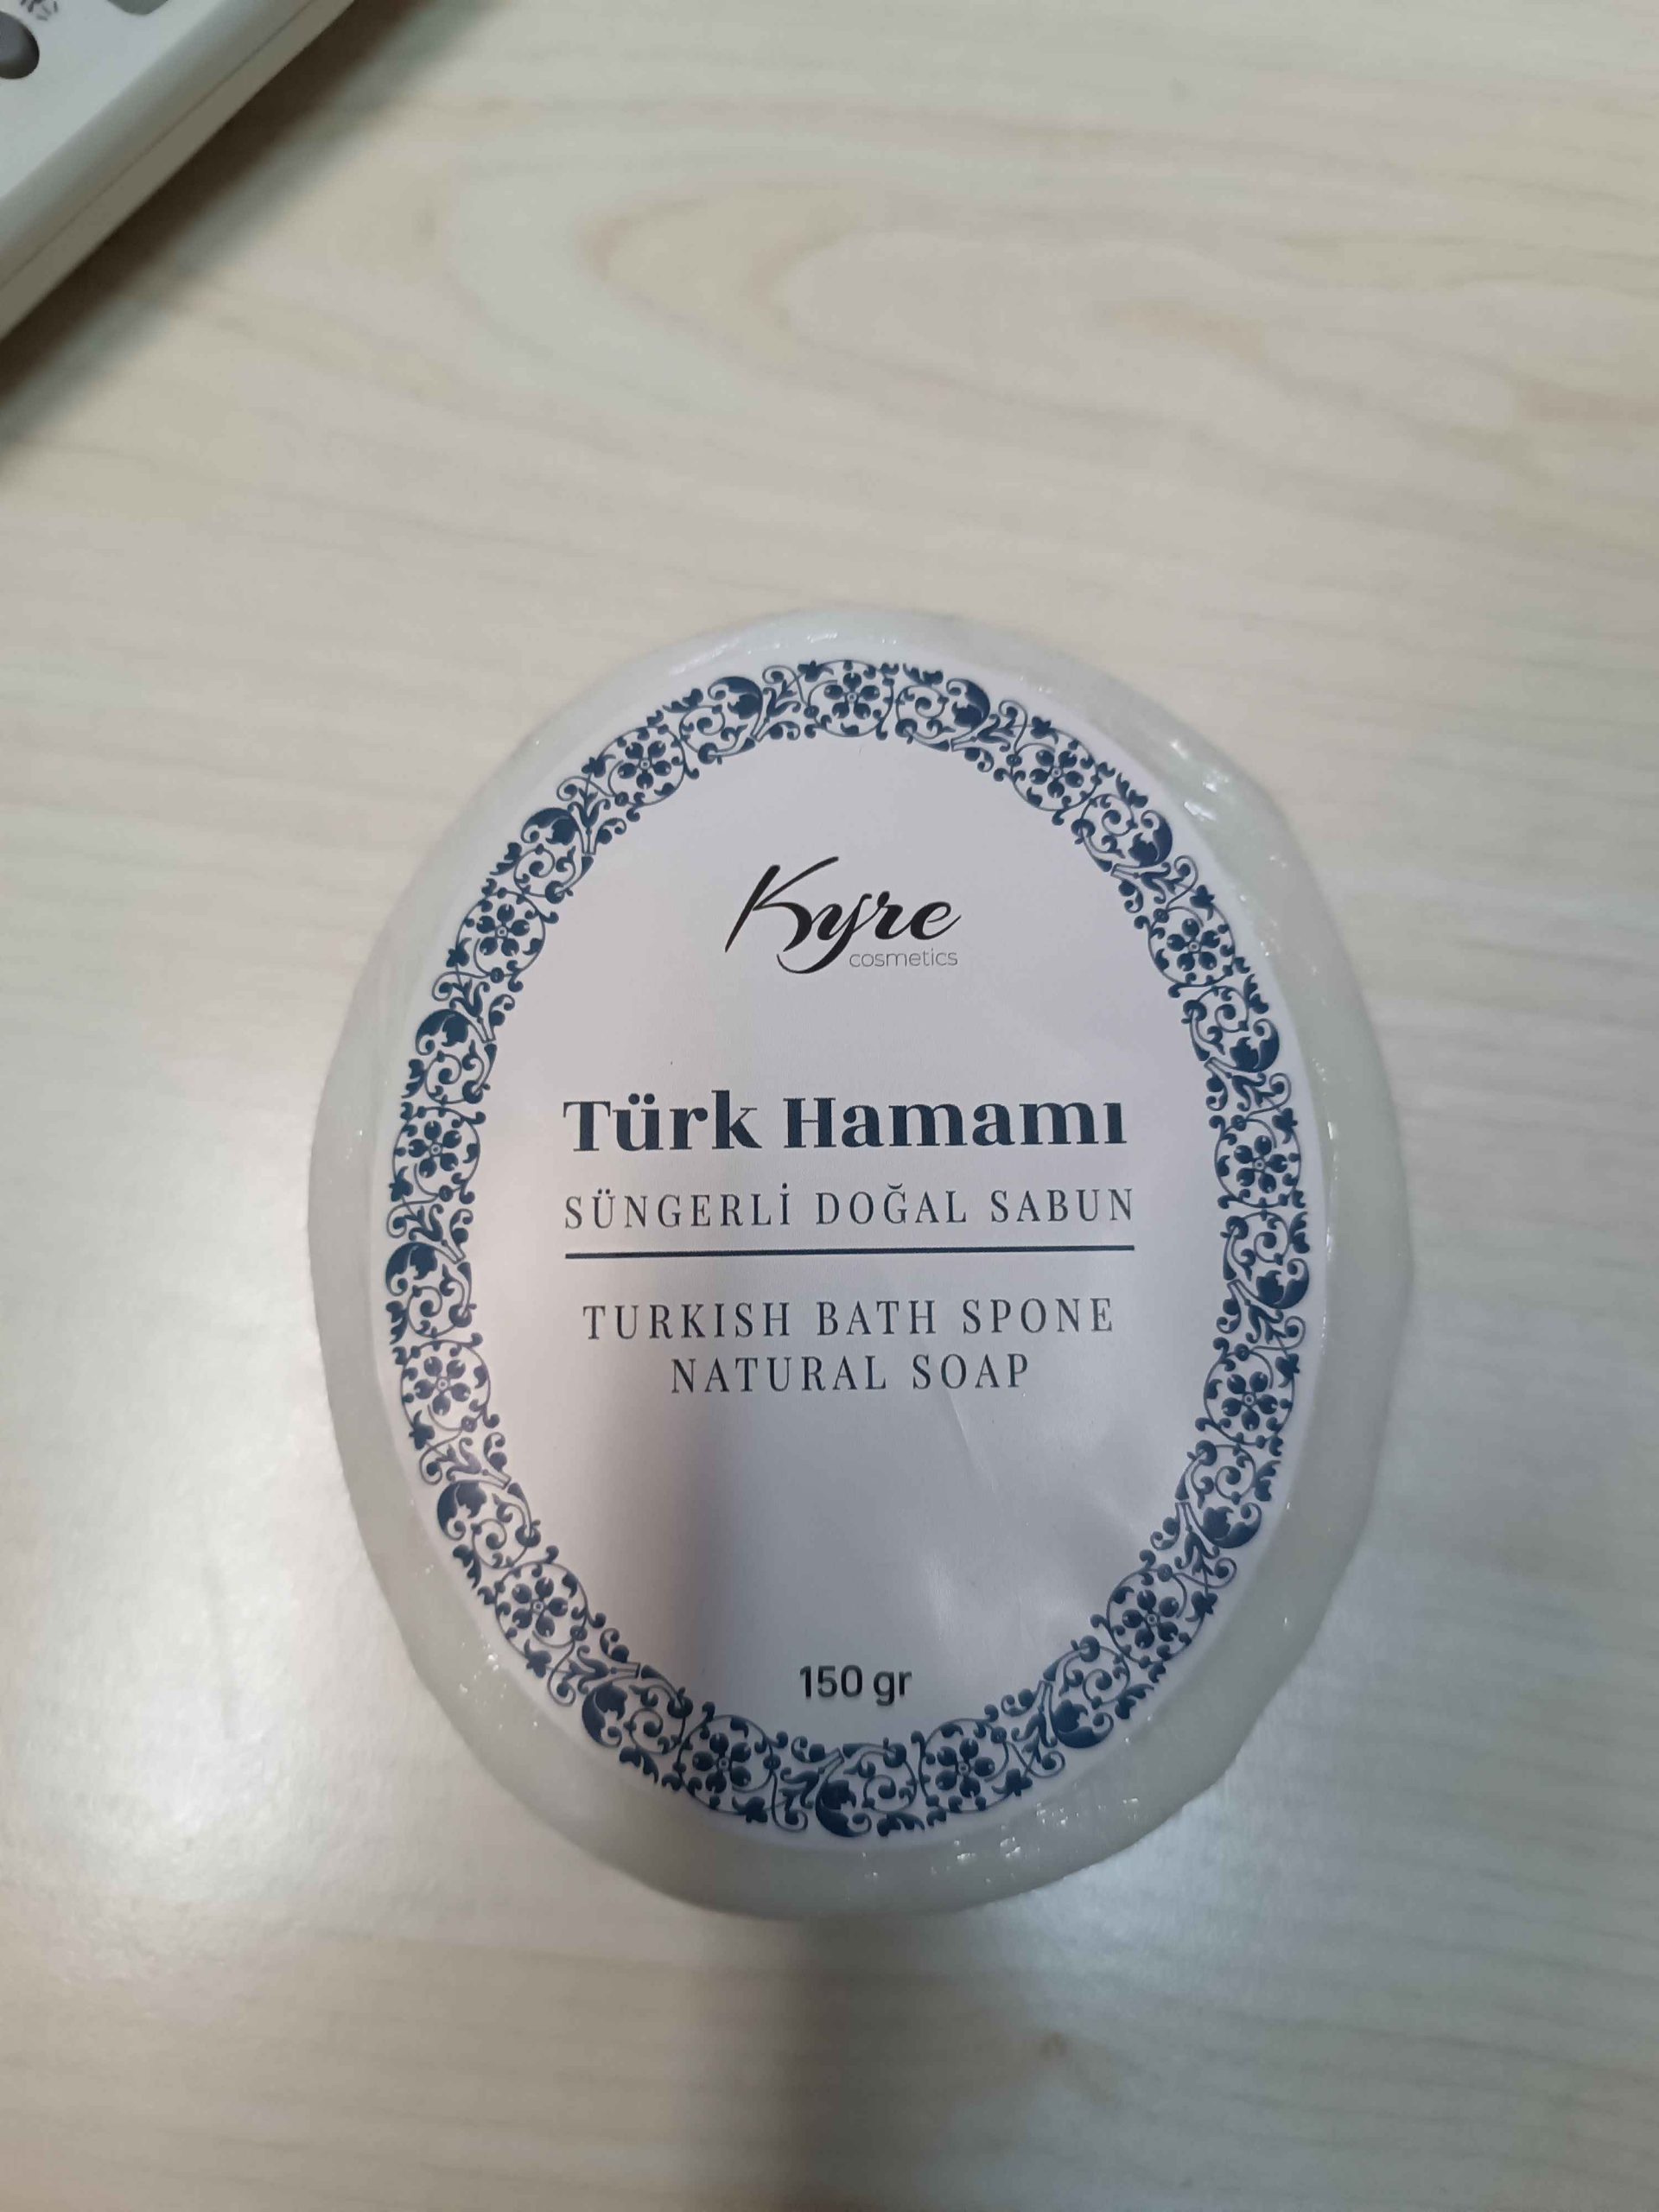 Kyre
cosmetics
Türk Hamamı
SÜNGERLİ DOĞAL SABUN
TURKISH BATH SPONE
NATURAL SOAP
150 gr